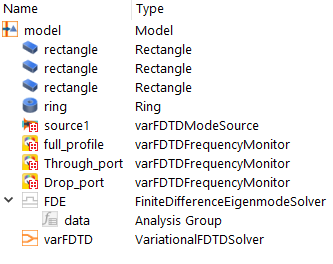 Name Type
model Model
rectangle Rectangle
rectangle Rectangle
rectangle Rectangle
ring Ring
source1 varFDTDModeSource
full_profile varFDTDFrequencyMonitor
Through_port varFDTDFrequencyMonitor
Drop_port varFDTDFrequencyMonitor
FDE FiniteDifferenceEigenmodeSolver
data Analysis Group
varFDTD VariationalFDTDSolver